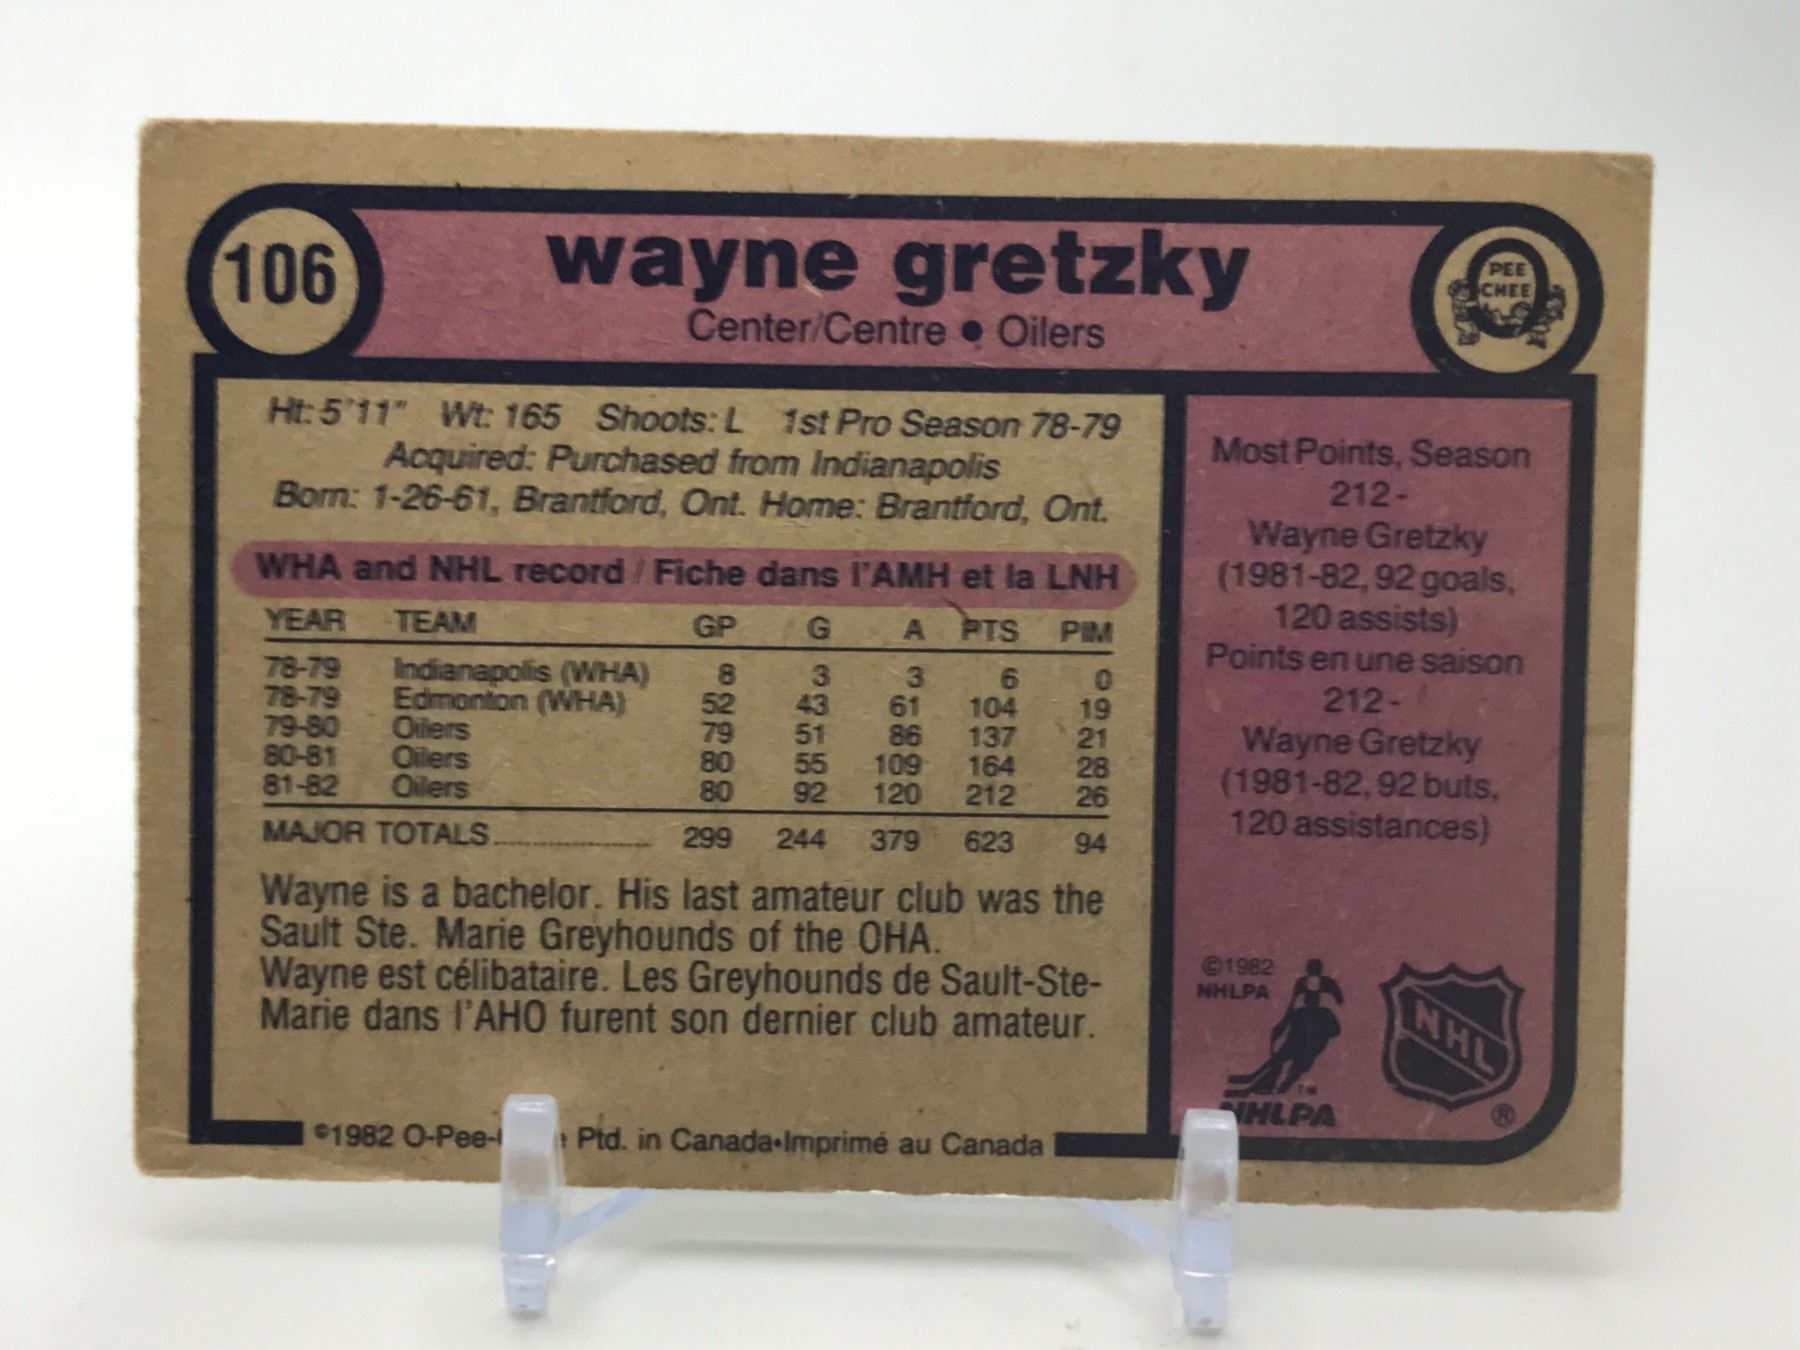 106
wayne gretzky
PEE
CHEE
Center/Centre • Oilers
Ht: 5'11" Wt: 165 Shoots: L 1st Pro Season 78-79
Acquired: Purchased from Indianapolis
Born: 1-26-61, Brantford, Ont. Home: Brantford, Ont.
WHA and NHL record / Fiche dans l'AMH et la LNH
YEAR TEAM GP G A PTS PIM
78-79 Indianapolis (WHA) 8 3 3 6 0
78-79 Edmonton (WHA) 52 43 61 104 19
79-80 Oilers 79 51 86 137 21
80-81 Oilers 80 55 109 164 28
81-82 Oilers 80 92 120 212 26
MAJOR TOTALS.................... 299 244 379 623 94
Wayne is a bachelor. His last amateur club was the
Sault Ste. Marie Greyhounds of the OHA.
Wayne est célibataire. Les Greyhounds de Sault-Ste-
Marie dans l'AHO furent son dernier club amateur.
©1982 O-Pee- Ptd. in Canada•Imprimé au Canada
Most Points, Season
212-
Wayne Gretzky
(1981-82, 92 goals,
120 assists)
Points en une saison
212-
Wayne Gretzky
(1981-82, 92 buts,
120 assistances)
©1982
NHLPA
TM
NHLPA
NHL
®